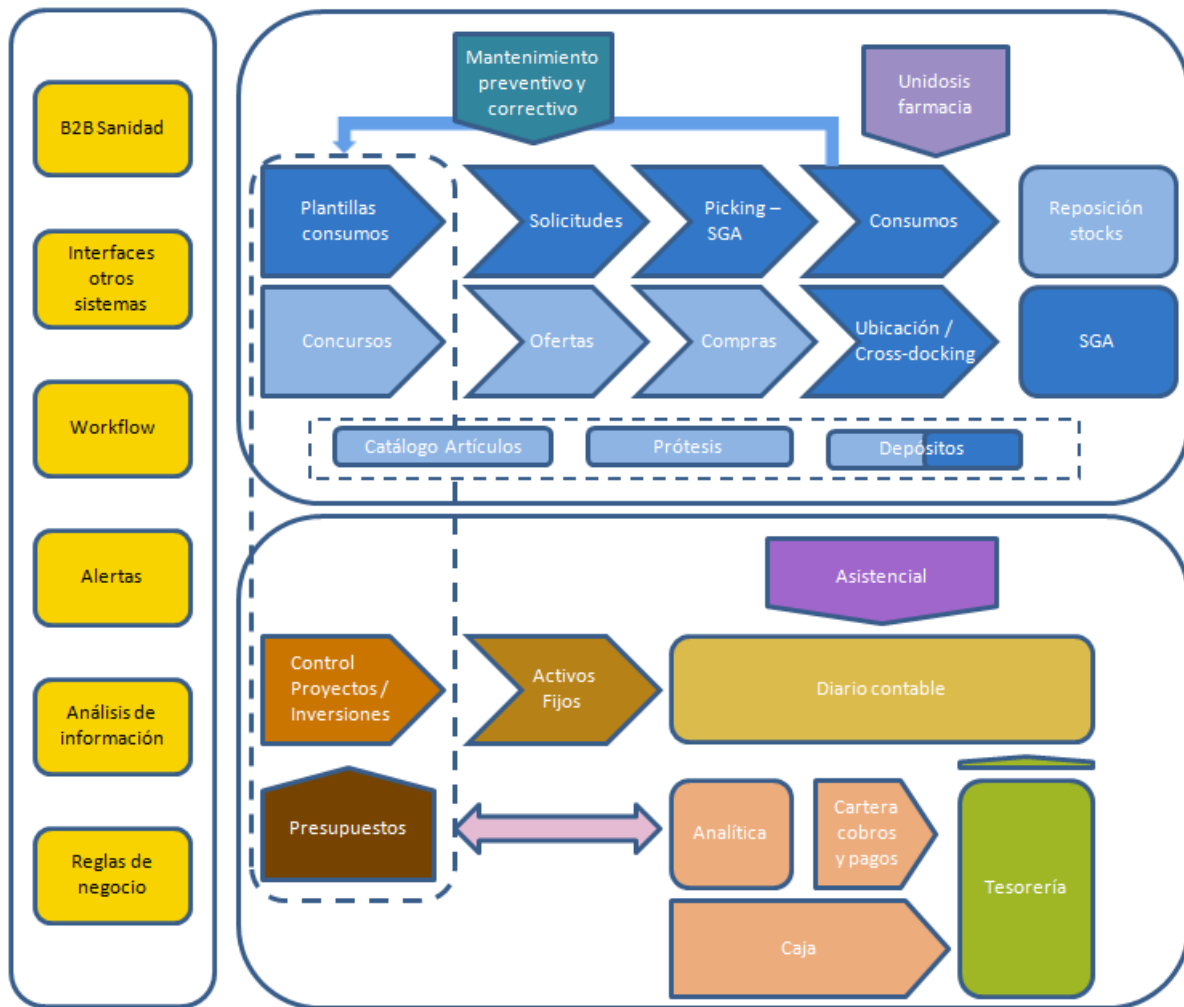 B2B Sanidad
Interfaces
otros
sistemas
Workflow
Alertas
Análisis de
información
Reglas de
negocio
Mantenimiento
preventivo y
correctivo
Unidosis
farmacia
Plantillas
consumos
Solicitudes
Picking –
SGA
Consumos
Reposición
stocks
Concursos
Ofertas
Compras
Ubicación /
Cross-docking
SGA
Catálogo Artículos
Prótesis
Depósitos
Asistencial
Control
Proyectos /
Inversiones
Activos
Fijos
Diario contable
Presupuestos
Analítica
Cartera
cobros
y pagos
Tesorería
Caja